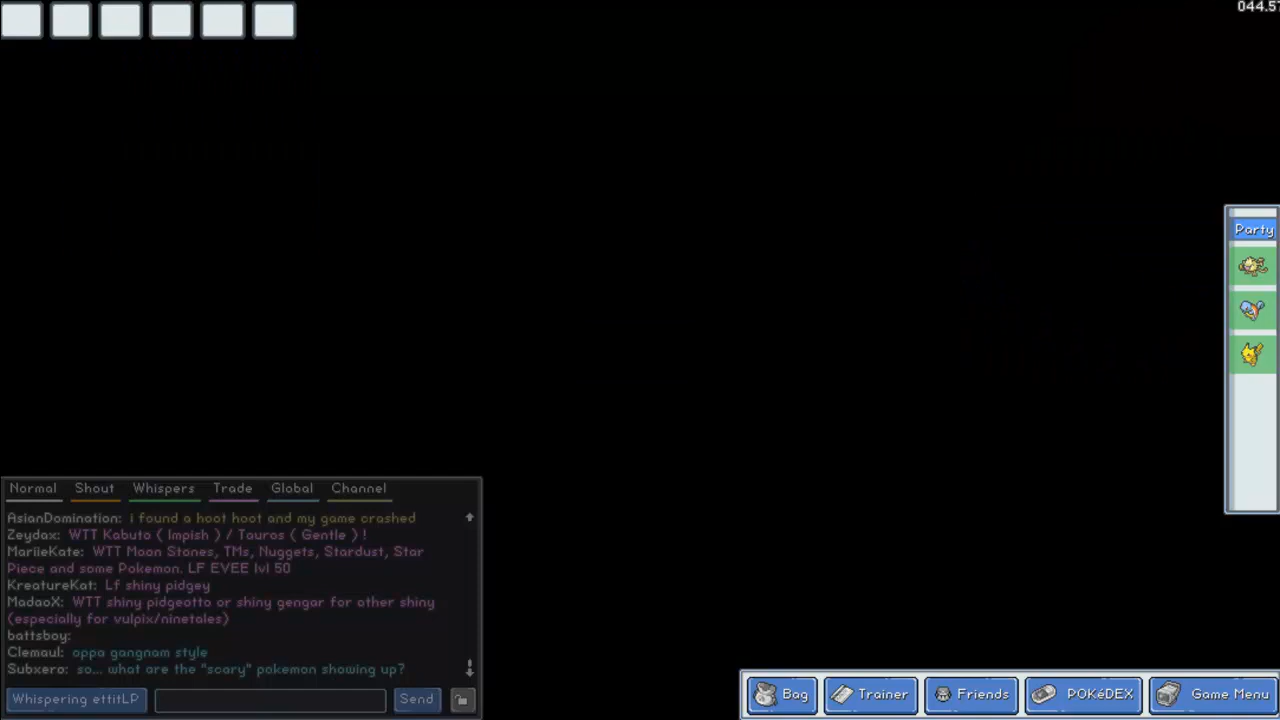 044.57
Party
Normal Shout Whispers Trade Global Channel
AsianDomination: i found a hoot hoot and my game crashed
Zeydax: WTT Kabuto ( Impish ) / Tauros ( Gentle ) !
MariieKate: WTT Moon Stones, TMs, Nuggets, Stardust, Star
Piece and some Pokemon. LF EVEE lvl 50
KreatureKat: Lf shiny pidgey
MadaoX: WTT shiny pidgeotto or shiny gengar for other shiny
(especially for vulpix/ninetales)
battsboy:
Clemaul: oppa gangnam style
Subxero: so... what are the "scary" pokemon showing up?
Whispering ettitLP Send
Bag Trainer Friends POKéDEX Game Menu